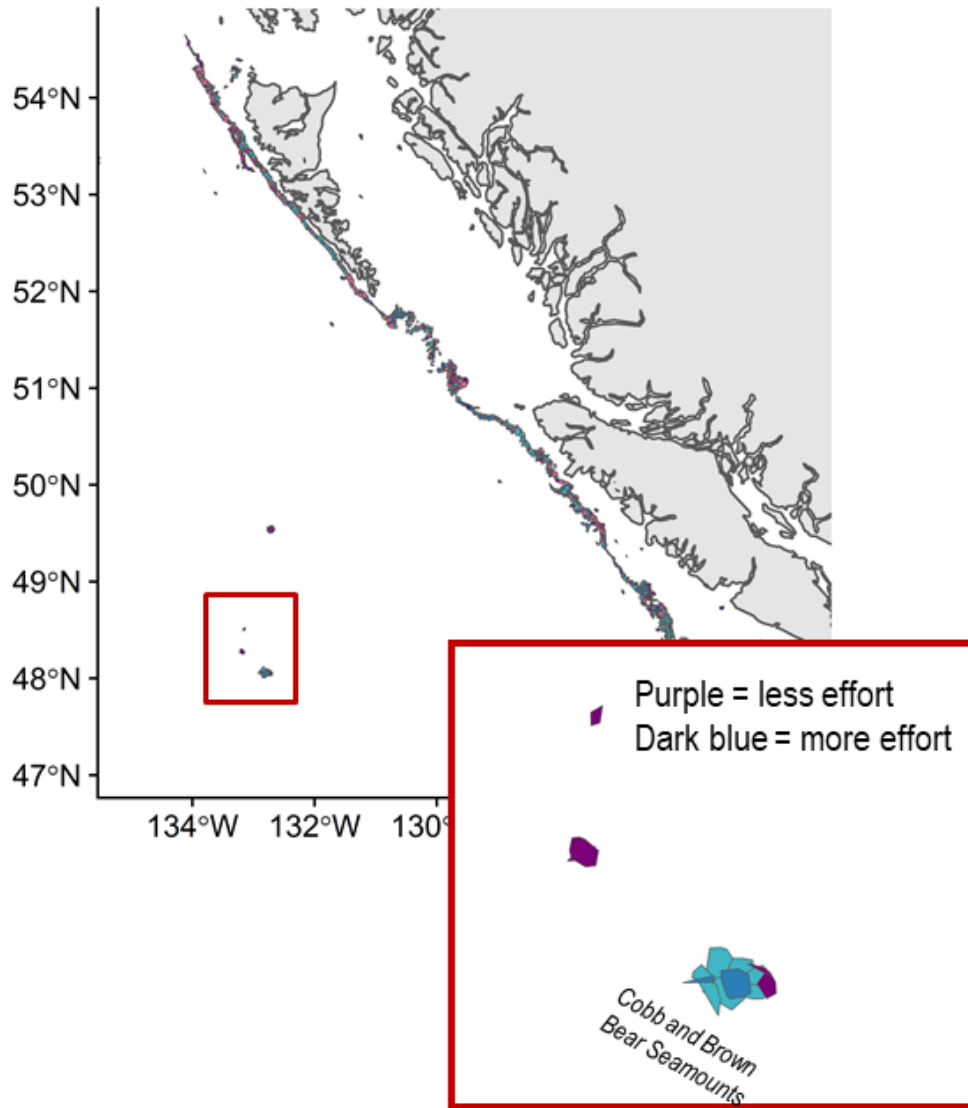 54°N
53°N
52°N
51°N
50°N
49°N
48°N
47°N
134°W 132°W 130°
Purple = less effort
Dark blue = more effort
Cobb and Brown
Bear Seamounts